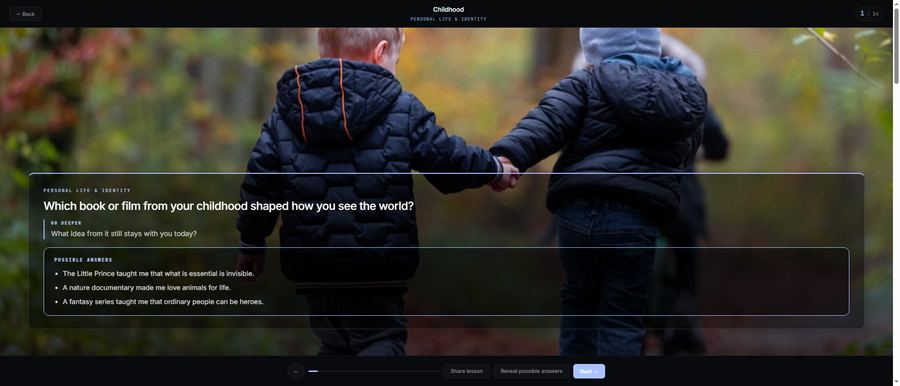 ← Back
Childhood
PERSONAL LIFE & IDENTITY
1 / 14
PERSONAL LIFE & IDENTITY
Which book or film from your childhood shaped how you see the world?
GO DEEPER
What idea from it still stays with you today?
POSSIBLE ANSWERS
• The Little Prince taught me that what is essential is invisible.
• A nature documentary made me love animals for life.
• A fantasy series taught me that ordinary people can be heroes.
← Share lesson Reveal possible answers Next →